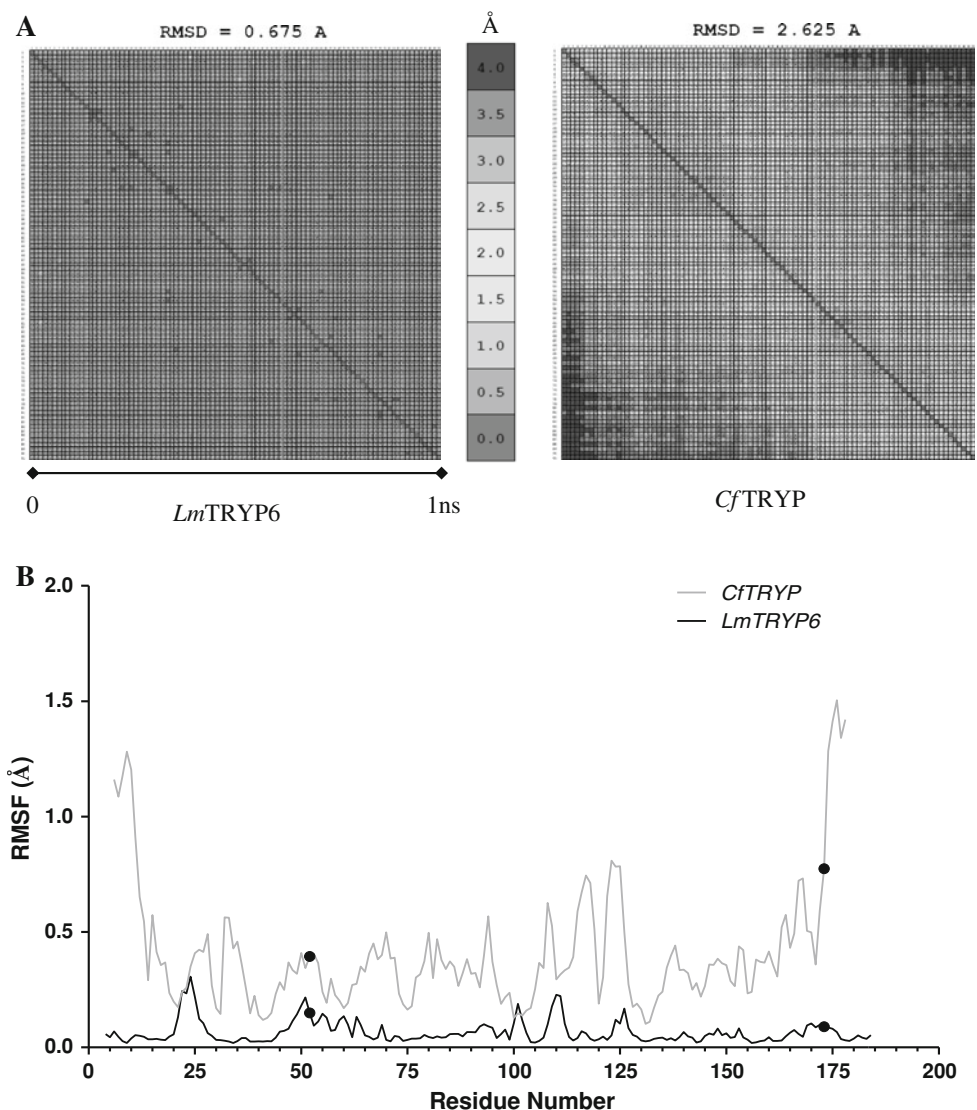 A
RMSD = 0.675 A
Å
RMSD = 2.625 A
4.0
3.5
3.0
2.5
2.0
1.5
1.0
0.5
0.0
0
1ns
LmTRYP6
CfTRYP
B
2.0
1.5
1.0
0.5
0.0
RMSF (Å)
CfTRYP
LmTRYP6
0 25 50 75 100 125 150 175 200
Residue Number